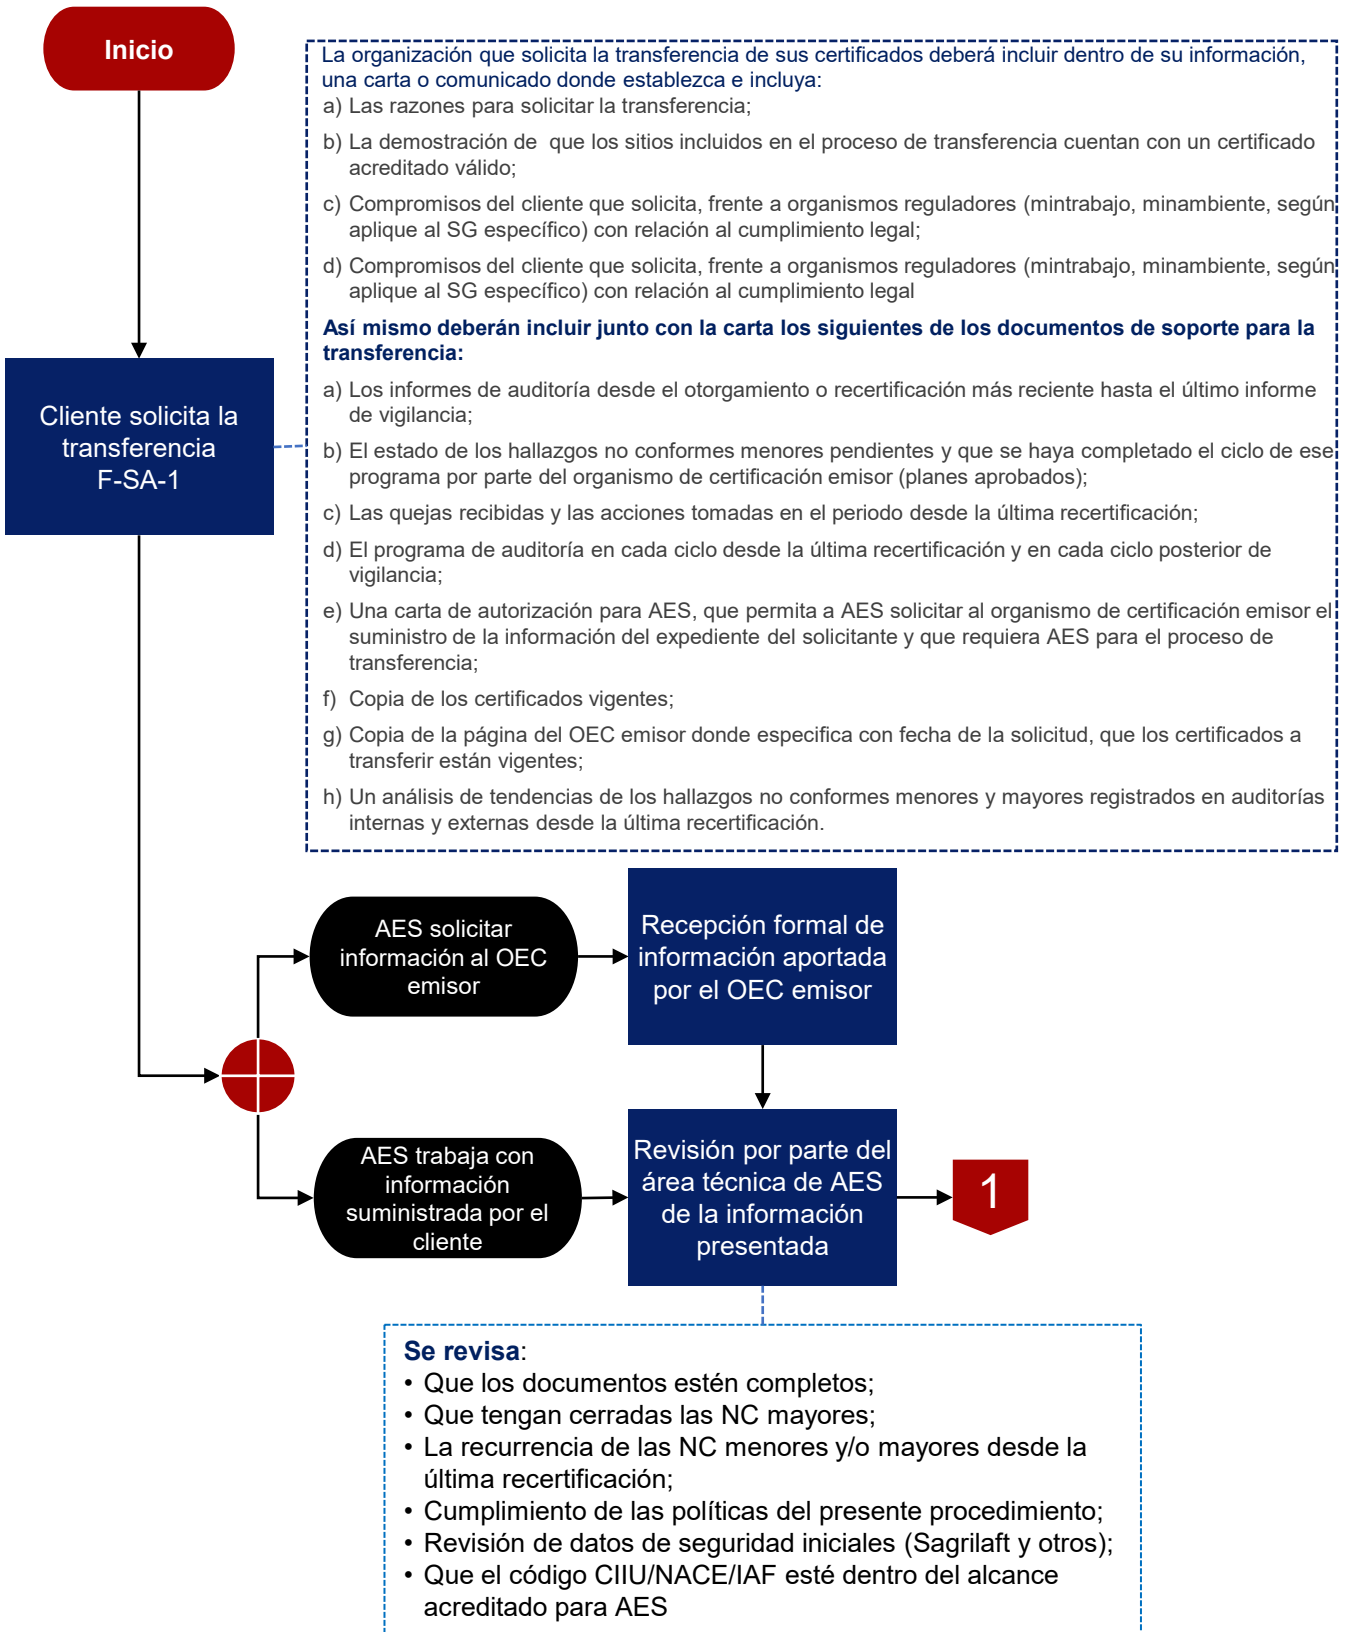 Inicio
La organización que solicita la transferencia de sus certificados deberá incluir dentro de su información,
una carta o comunicado donde establezca e incluya:
a) Las razones para solicitar la transferencia;
b) La demostración de que los sitios incluidos en el proceso de transferencia cuentan con un certificado
acreditado válido;
c) Compromisos del cliente que solicita, frente a organismos reguladores (mintrabajo, minambiente, según
aplique al SG específico) con relación al cumplimiento legal;
d) Compromisos del cliente que solicita, frente a organismos reguladores (mintrabajo, minambiente, según
aplique al SG específico) con relación al cumplimiento legal
Así mismo deberán incluir junto con la carta los siguientes de los documentos de soporte para la
transferencia:
a) Los informes de auditoría desde el otorgamiento o recertificación más reciente hasta el último informe
de vigilancia;
b) El estado de los hallazgos no conformes menores pendientes y que se haya completado el ciclo de ese
programa por parte del organismo de certificación emisor (planes aprobados);
c) Las quejas recibidas y las acciones tomadas en el periodo desde la última recertificación;
d) El programa de auditoría en cada ciclo desde la última recertificación y en cada ciclo posterior de
vigilancia;
e) Una carta de autorización para AES, que permita a AES solicitar al organismo de certificación emisor el
suministro de la información del expediente del solicitante y que requiera AES para el proceso de
transferencia;
f) Copia de los certificados vigentes;
g) Copia de la página del OEC emisor donde especifica con fecha de la solicitud, que los certificados a
transferir están vigentes;
h) Un análisis de tendencias de los hallazgos no conformes menores y mayores registrados en auditorías
internas y externas desde la última recertificación.
Cliente solicita la
transferencia
F-SA-1
AES solicitar
información al OEC
emisor
Recepción formal de
información aportada
por el OEC emisor
AES trabaja con
información
suministrada por el
cliente
Revisión por parte del
área técnica de AES
de la información
presentada
1
Se revisa:
• Que los documentos estén completos;
• Que tengan cerradas las NC mayores;
• La recurrencia de las NC menores y/o mayores desde la
última recertificación;
• Cumplimiento de las políticas del presente procedimiento;
• Revisión de datos de seguridad iniciales (Sagrilaft y otros);
• Que el código CIIU/NACE/IAF esté dentro del alcance
acreditado para AES